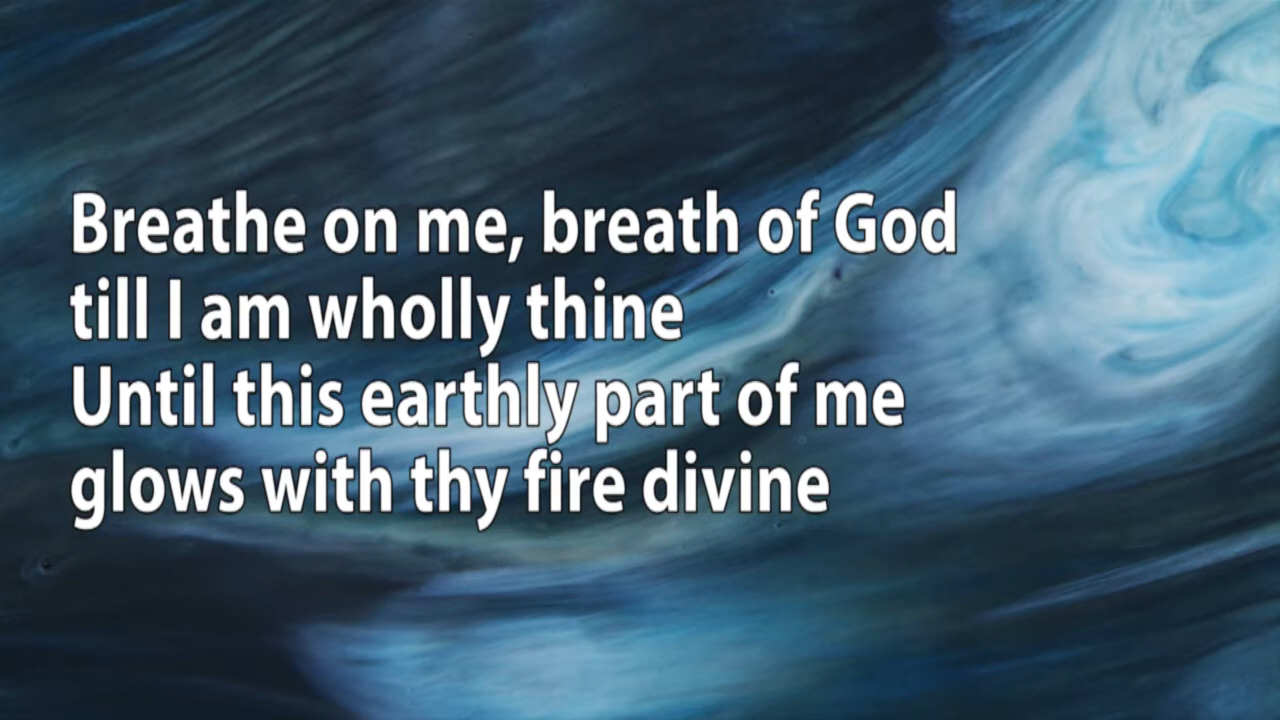 Breathe on me, breath of God
till I am wholly thine
Until this earthly part of me
glows with thy fire divine